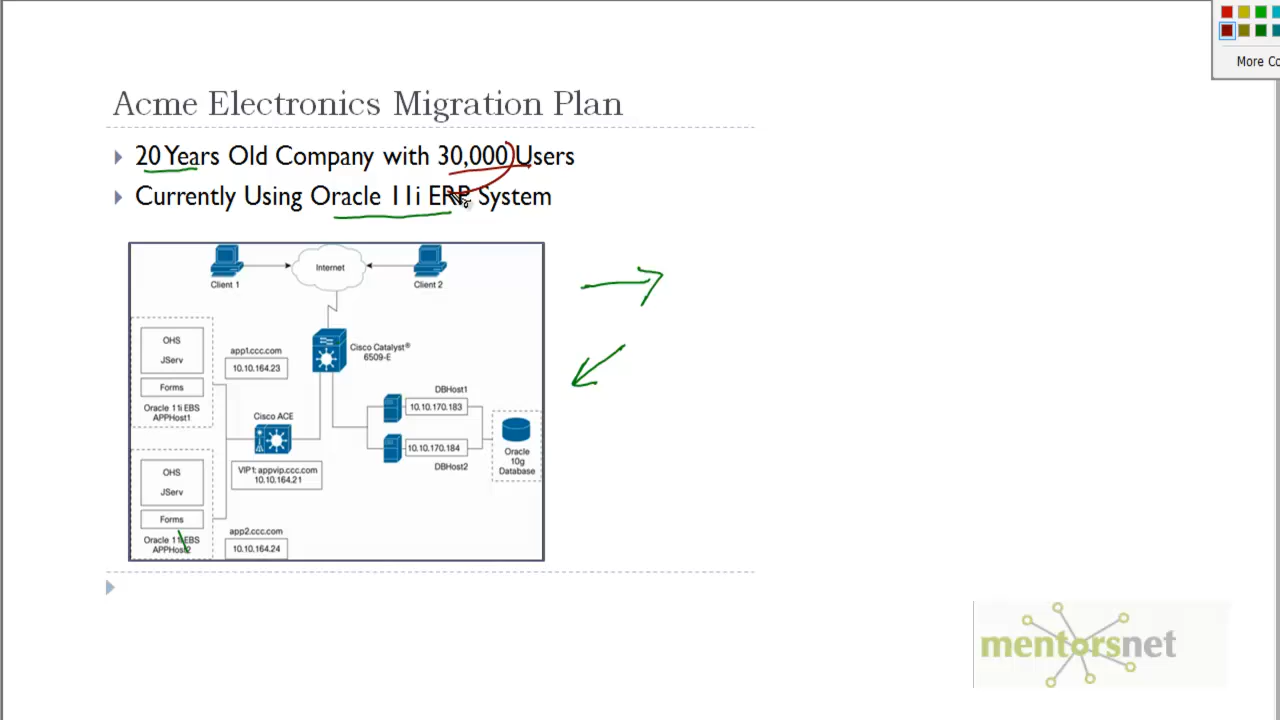 More Co
Acme Electronics Migration Plan
20 Years Old Company with 30,000 Users
Currently Using Oracle 11i ERP System
Client 1
Internet
Client 2
Cisco Catalyst®
6509-E
OHS
JServ
Forms
Oracle 11i EBS
APPHost1
app1.ccc.com
10.10.164.23
Cisco ACE
VIP1: appvip.ccc.com
10.10.164.21
DBHost1
10.10.170.183
10.10.170.184
DBHost2
Oracle
10g
Database
OHS
JServ
Forms
Oracle 11i EBS
APPHost2
app2.ccc.com
10.10.164.24
mentorsnet